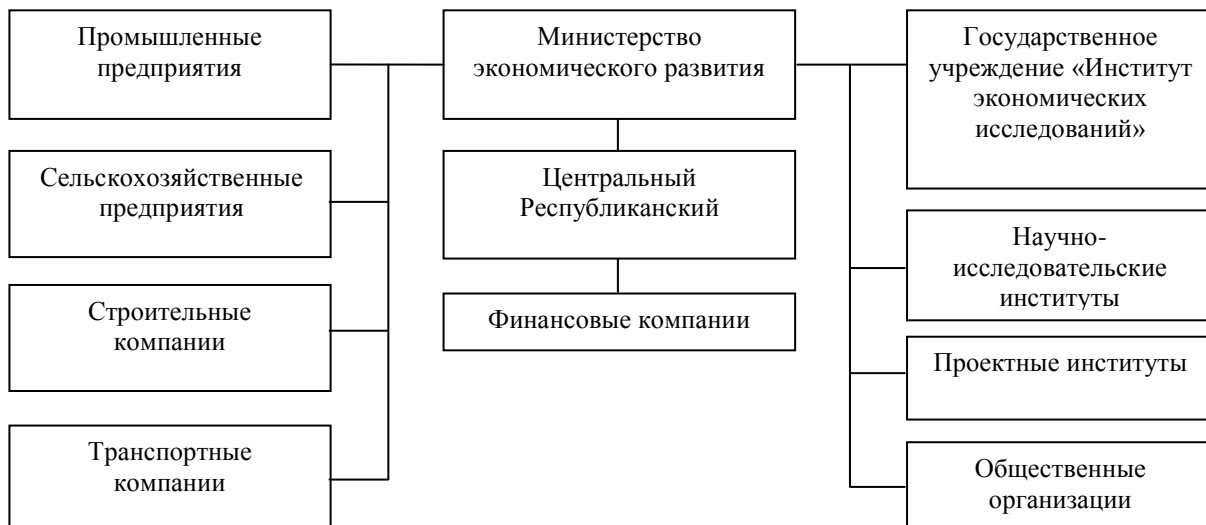 Промышленные
предприятия
Министерство
экономического развития
Государственное
учреждение «Институт
экономических
исследований»
Сельскохозяйственные
предприятия
Центральный
Республиканский
Научно-
исследовательские
институты
Строительные
компании
Финансовые компании
Проектные институты
Транспортные
компании
Общественные
организации